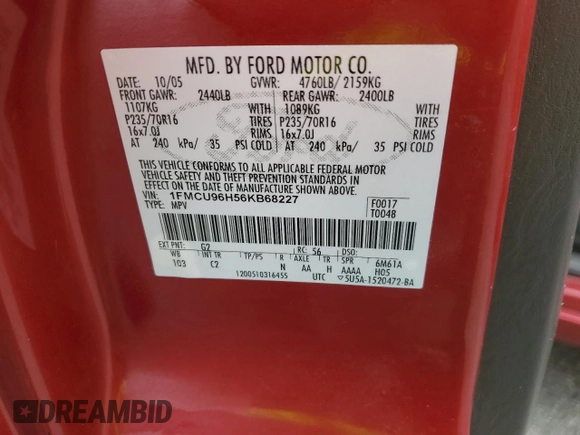 MFD. BY FORD MOTOR CO.
DATE: 10/05 GVWR: 4760LB/ 2159KG
FRONT GAWR: 2440LB REAR GAWR: 2400LB
1107KG WITH 1089KG WITH
P235/70R16 TIRES P235/70R16 TIRES
16x7.0J RIMS 16x7.0J RIMS
AT 240 kPa/ 35 PSI COLD AT 240 kPa/ 35 PSI COLD
THIS VEHICLE CONFORMS TO ALL APPLICABLE FEDERAL MOTOR
VEHICLE SAFETY AND THEFT PREVENTION STANDARDS IN
EFFECT ON THE DATE OF MANUFACTURE SHOWN ABOVE.
VIN: 1FMCU96H56KB68227 F0017
TYPE: MPV T0048
EXT PNT: G2 RC: 56 DSO:
WB INT TR TP/PS R AXLE TR SPR 6M61A
103 C2 N AA H AAAA H05
1200510316455 UTC 5U5A-1520472-BA
DREAMBID